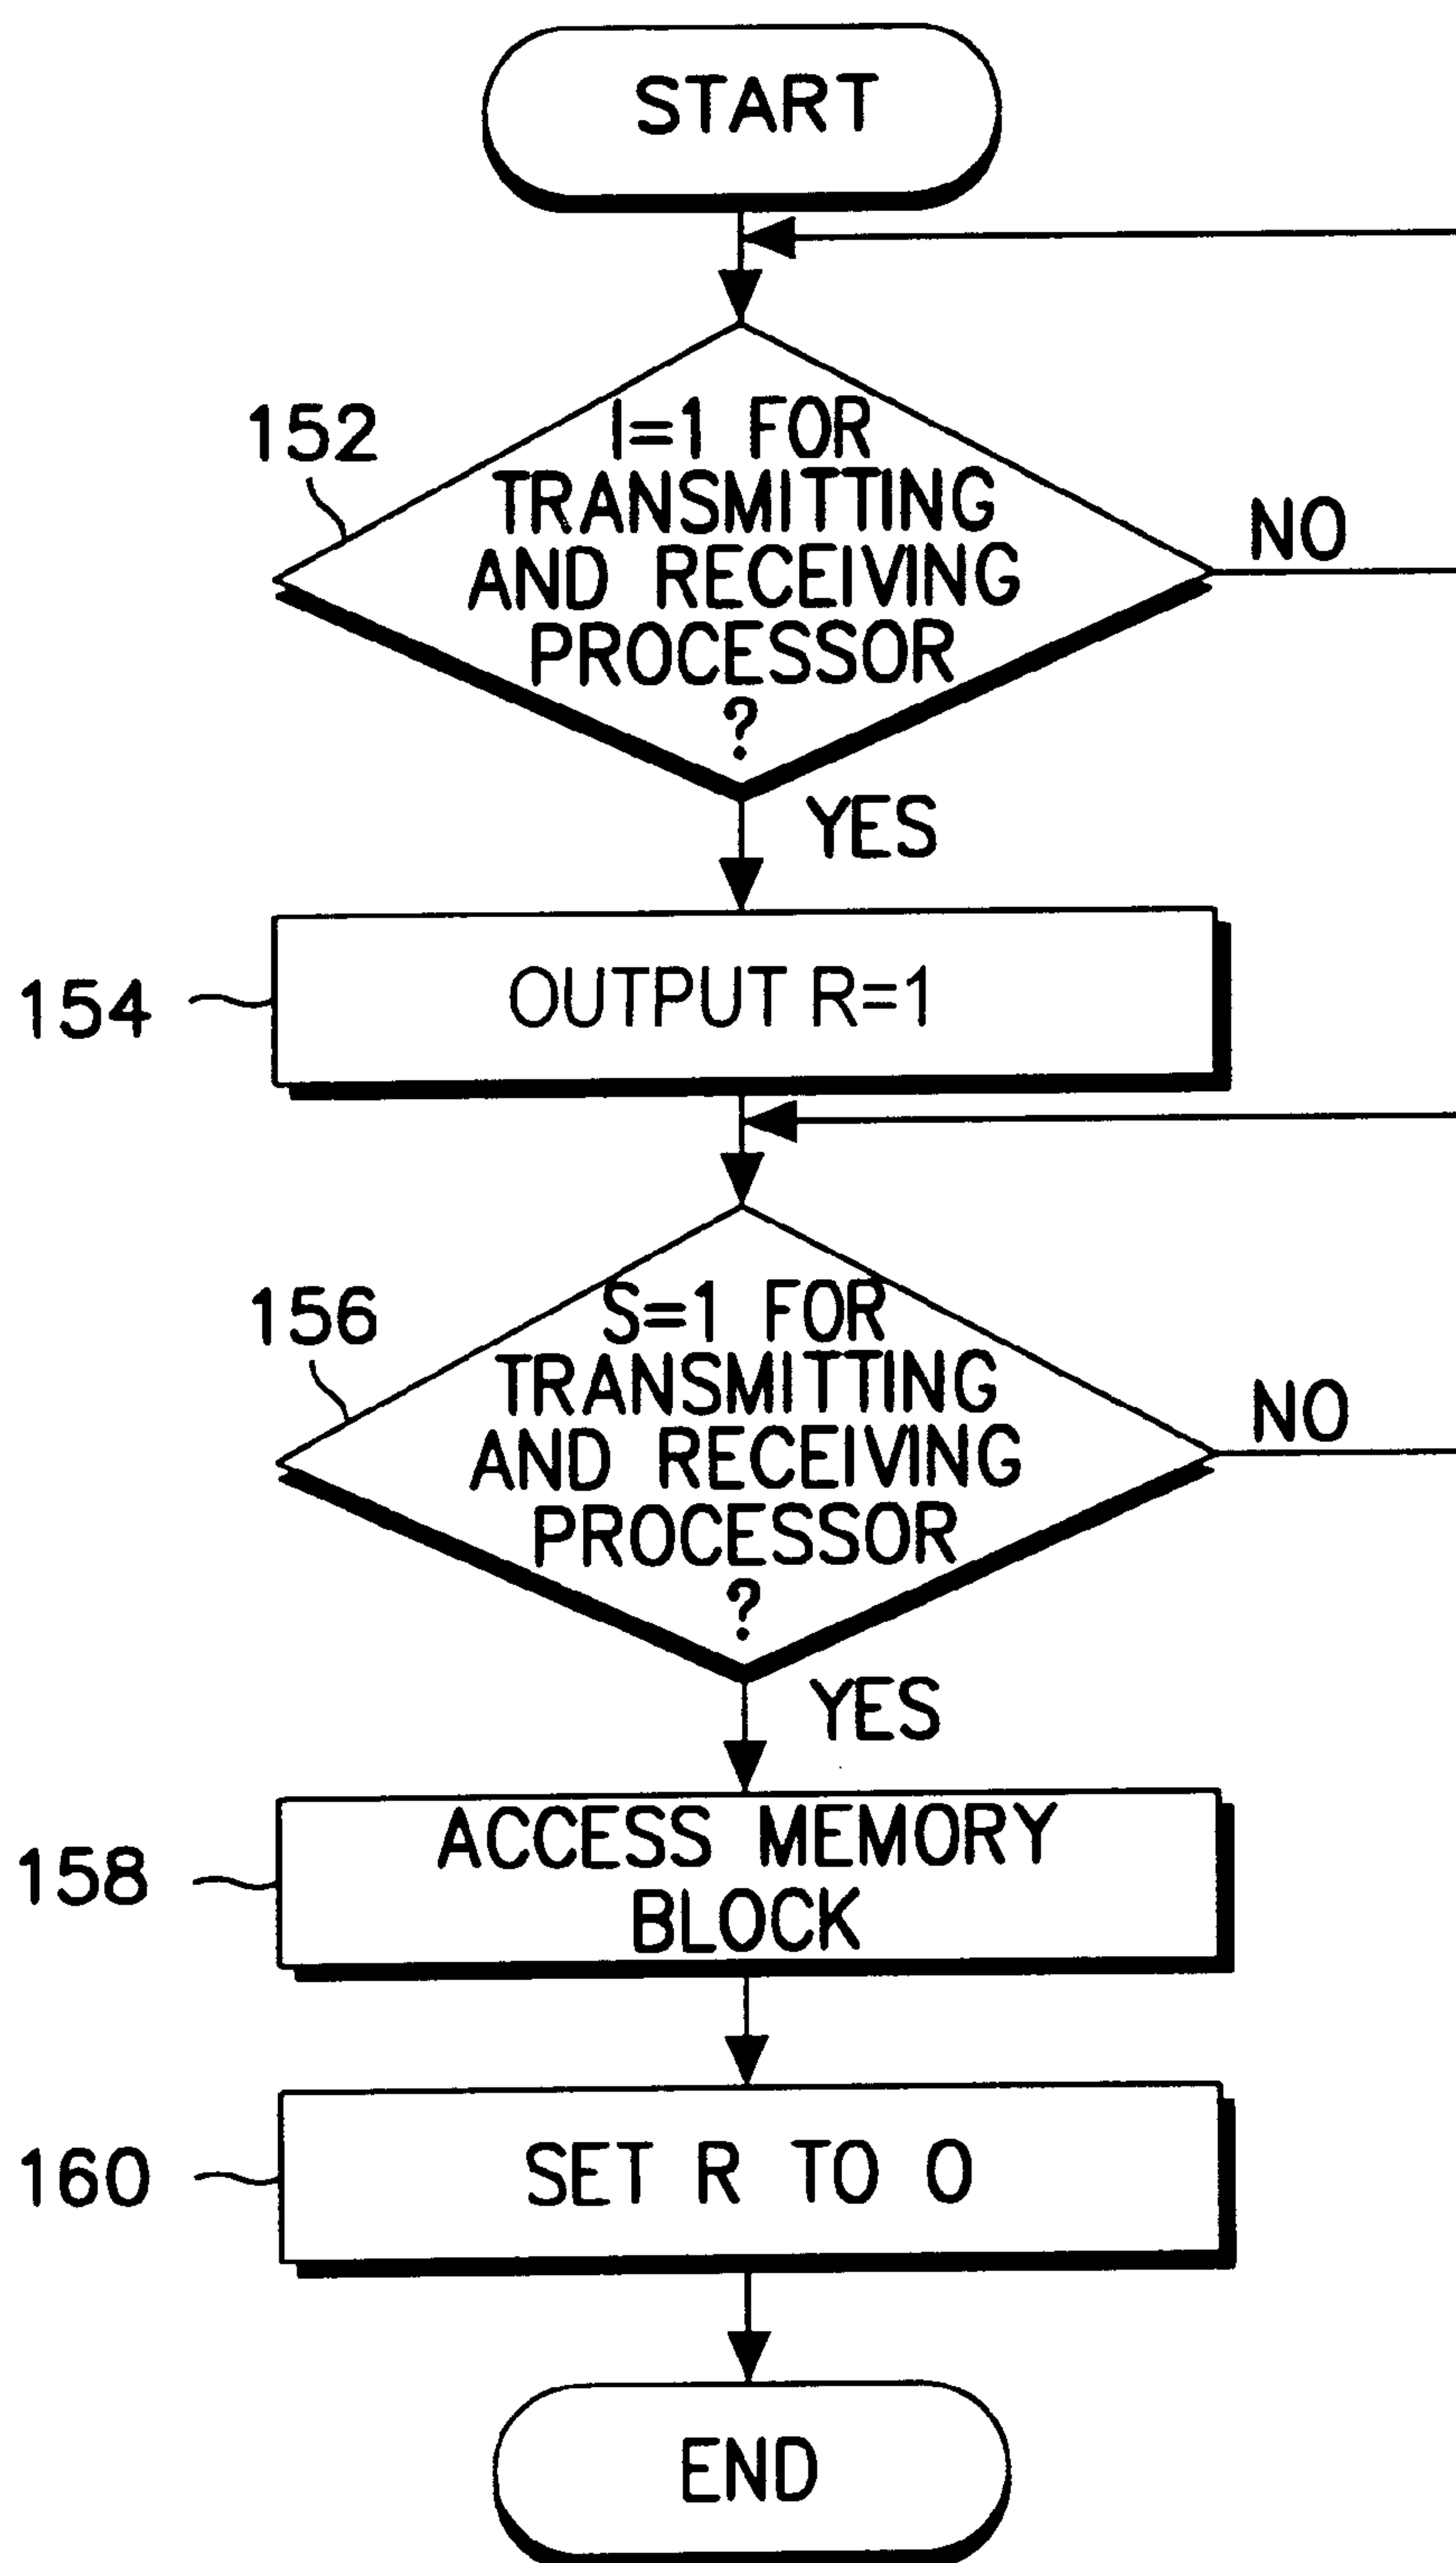 START
152
I=1 FOR
TRANSMITTING
AND RECEIVING
PROCESSOR
?
NO
YES
154
OUTPUT R=1
156
S=1 FOR
TRANSMITTING
AND RECEIVING
PROCESSOR
?
NO
YES
158
ACCESS MEMORY
BLOCK
160
SET R TO 0
END